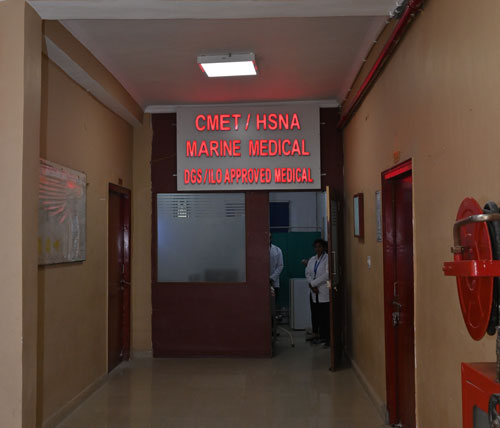 CMET / HSNA
MARINE MEDICAL
DGS./ILO APPROVED MEDICAL